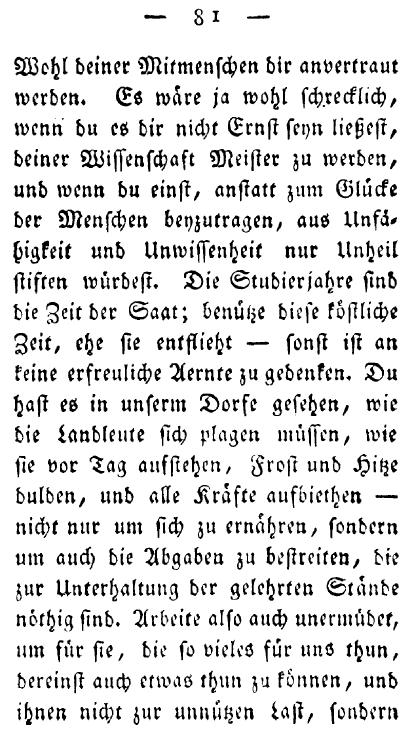 — 81 —
Wohl deiner Mitmenſchen dir anvertraut
werden. Es wäre ja wohl ſchrecklich,
wenn du es dir nicht Ernſt ſeyn ließeſt,
deiner Wiſſenſchaft Meiſter zu werden,
und wenn du einſt, anſtatt zum Glücke
der Menſchen beyzutragen, aus Unfä-
higkeit und Unwiſſenheit nur Unheil
ſtiften würdeſt. Die Studierjahre ſind
die Zeit der Saat; benütze dieſe köſtliche
Zeit, ehe ſie entflieht — ſonſt iſt an
keine erfreuliche Aernte zu gedenken. Du
haſt es in unſerm Dorfe geſehen, wie
die Landleute ſich plagen müſſen, wie
ſie vor Tag aufſtehen, Froſt und Hitze
dulden, und alle Kräfte aufbiethen —
nicht nur um ſich zu ernähren, ſondern
um auch die Abgaben zu beſtreiten, die
zur Unterhaltung der gelehrten Stände
nöthig ſind. Arbeite alſo auch unermüdet,
um für ſie, die ſo vieles für uns thun,
dereinſt auch etwas thun zu können, und
ihnen nicht zur unnützen Laſt, ſondern